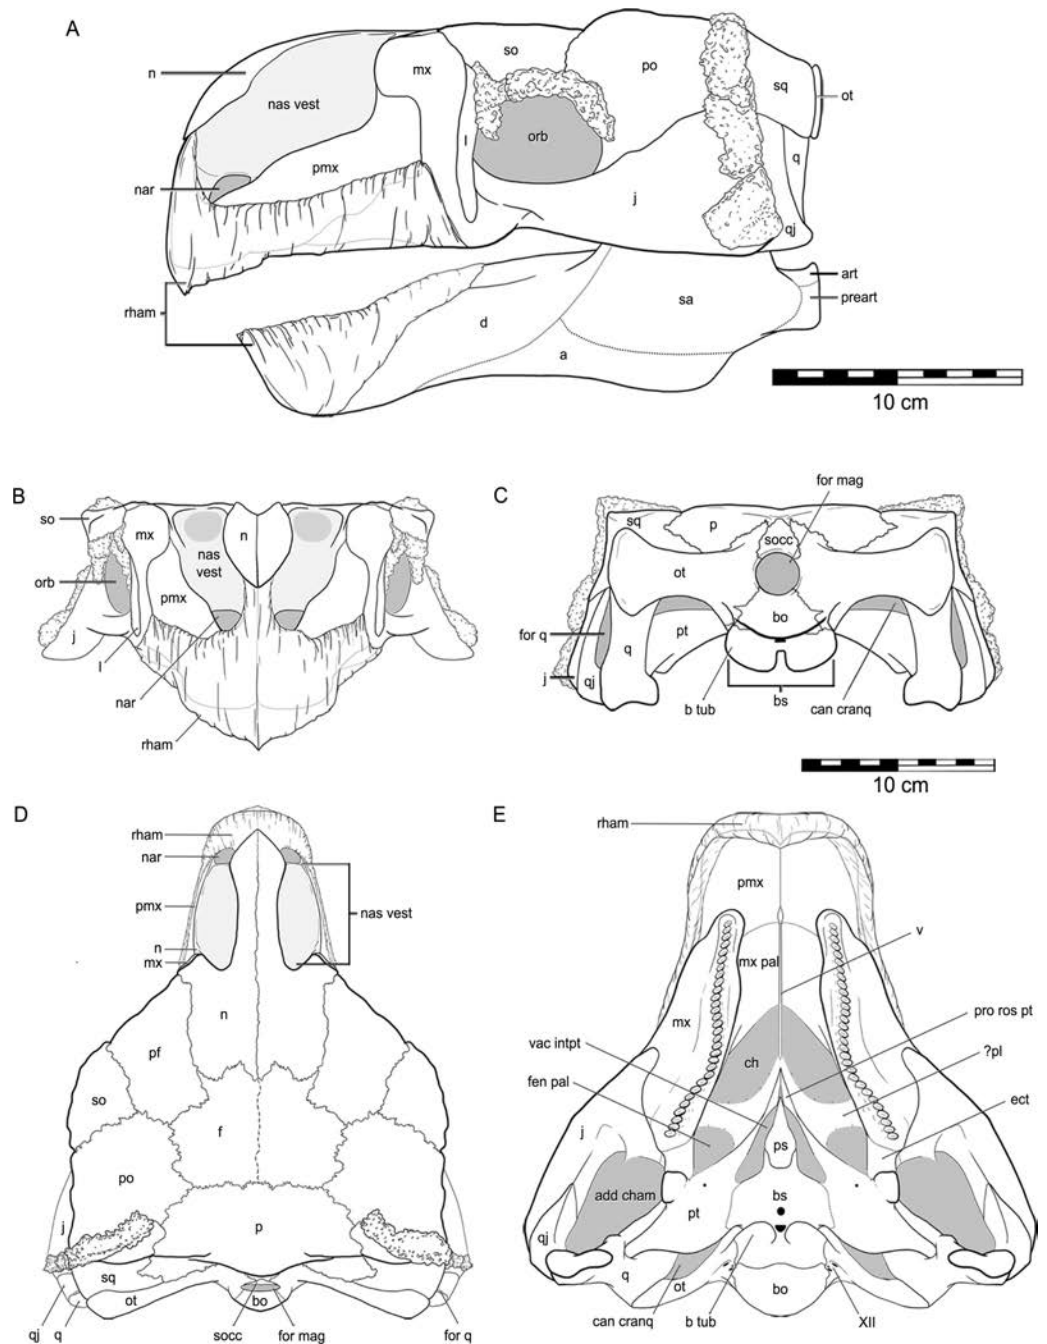 A
n
nas vest
mx
so
po
sq
ot
orb
l
q
nar
pmx
j
qj
rham
art
preart
sa
d
a
10 cm
B
so
mx
n
nas
vest
orb
pmx
j
l
nar
rham
C
for mag
sq
p
socc
ot
bo
for q
pt
q
j
qj
b tub
bs
can cranq
10 cm
D
rham
nar
pmx
nas vest
n
mx
n
pf
so
f
po
j
p
sq
ot
bo
qj
q
socc
for mag
for q
E
rham
pmx
v
mx pal
mx
pro ros pt
vac intpt
ch
?pl
fen pal
ect
j
ps
add cham
bs
pt
qj
q
ot
bo
can cranq
b tub
XII